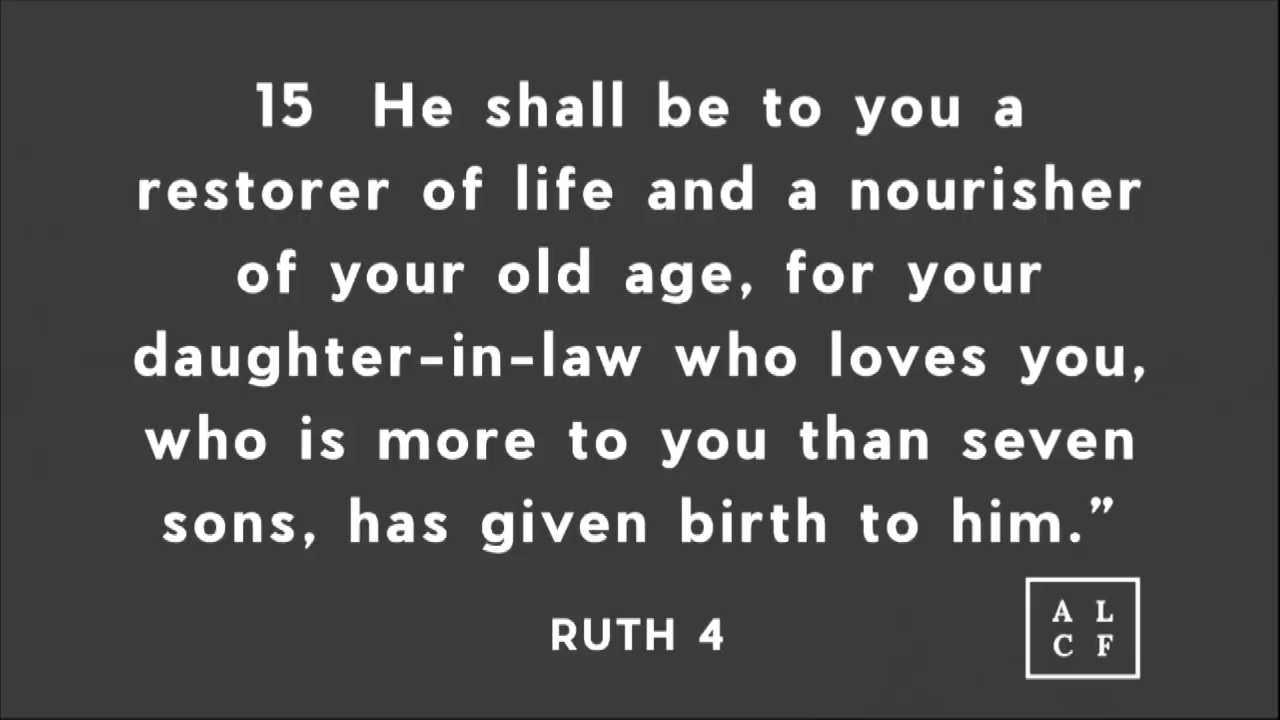 15 He shall be to you a
restorer of life and a nourisher
of your old age, for your
daughter-in-law who loves you,
who is more to you than seven
sons, has given birth to him.”
RUTH 4
A L
C F